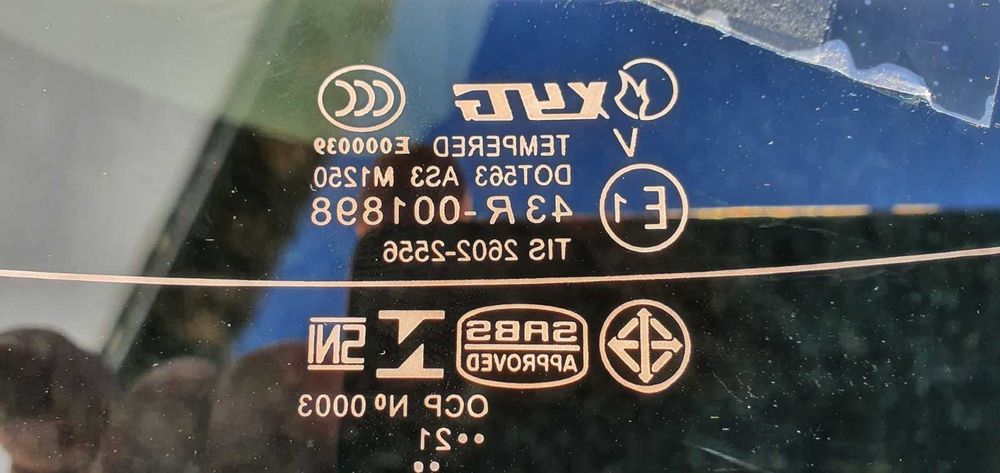 XYG CCC
V
TEMPERED E000039
DOT563 AS3 M1250
E1
43R-001898
TIS 2602-2556
SABS
APPROVED
SNI
OCP Nº 0003
••21••
••